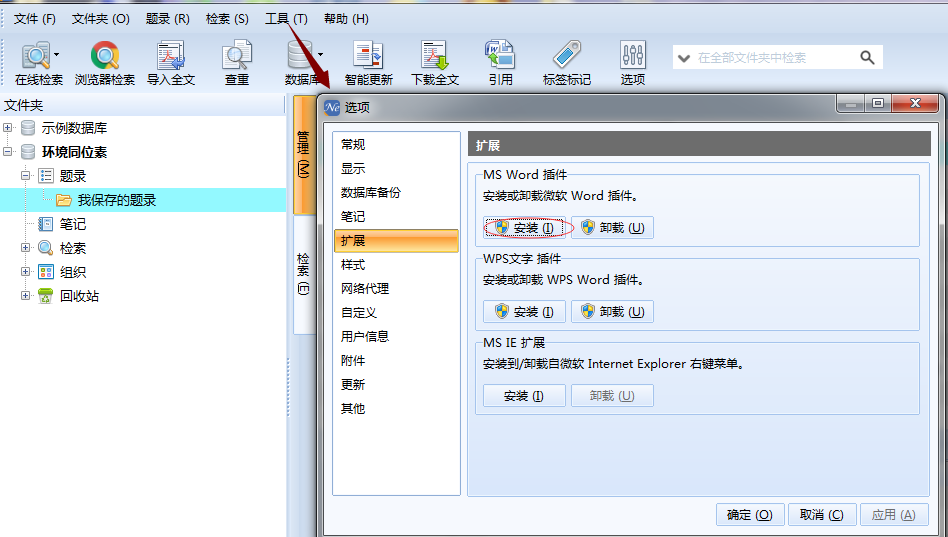 文件 (F) 文件夹 (O) 题录 (R) 检索 (S) 工具 (T) 帮助 (H)
在线检索 浏览器检索 导入全文 查重 数据库 智能更新 下载全文 引用 标签标记 选项 在全部文件夹中检索
文件夹
示例数据库
环境同位素
题录
我保存的题录
笔记
检索
组织
回收站
管理 (M)
检索 (E)
Ne 选项
常规
显示
数据库备份
笔记
扩展
样式
网络代理
自定义
用户信息
附件
更新
其他
扩展
MS Word 插件
安装或卸载微软 Word 插件。
安装 (I) 卸载 (U)
WPS文字 插件
安装或卸载 WPS Word 插件。
安装 (I) 卸载 (U)
MS IE 扩展
安装到/卸载自微软 Internet Explorer 右键菜单。
安装 (I) 卸载 (U)
确定 (O) 取消 (C) 应用 (A)